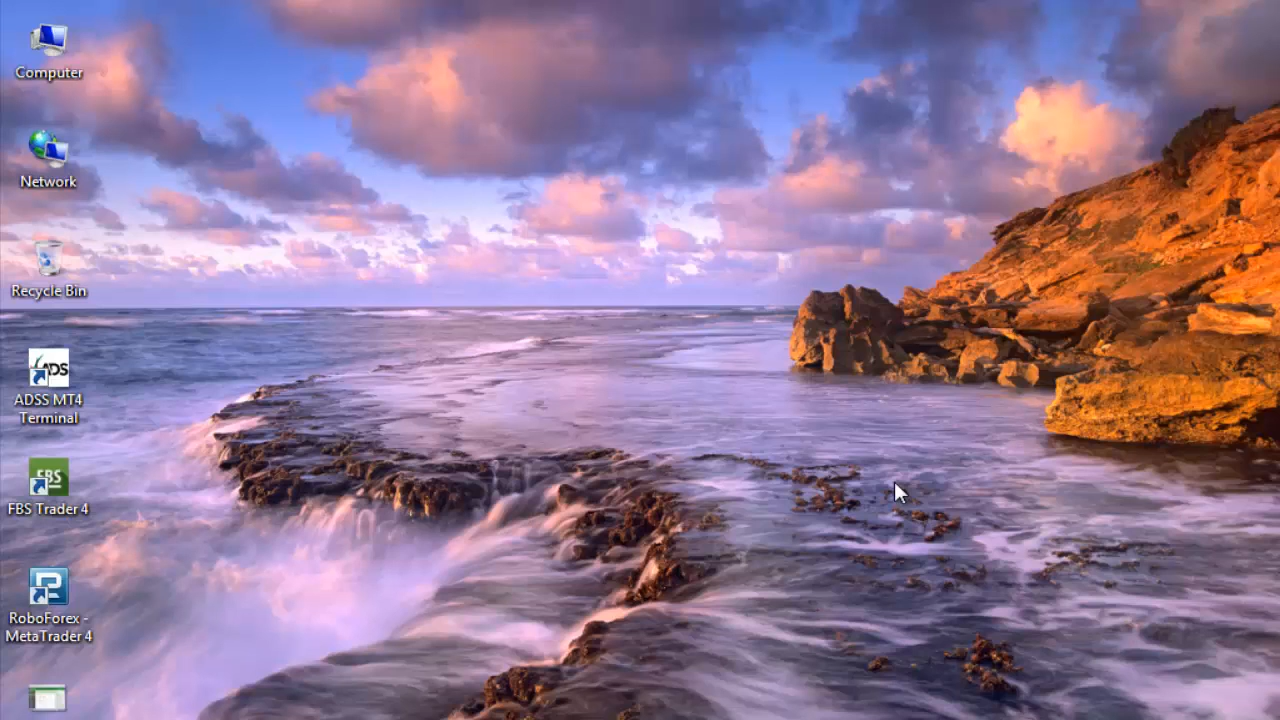 Computer
Network
Recycle Bin
ADS
ADSS MT4
Terminal
FBS
FBS Trader 4
RoboForex -
MetaTrader 4